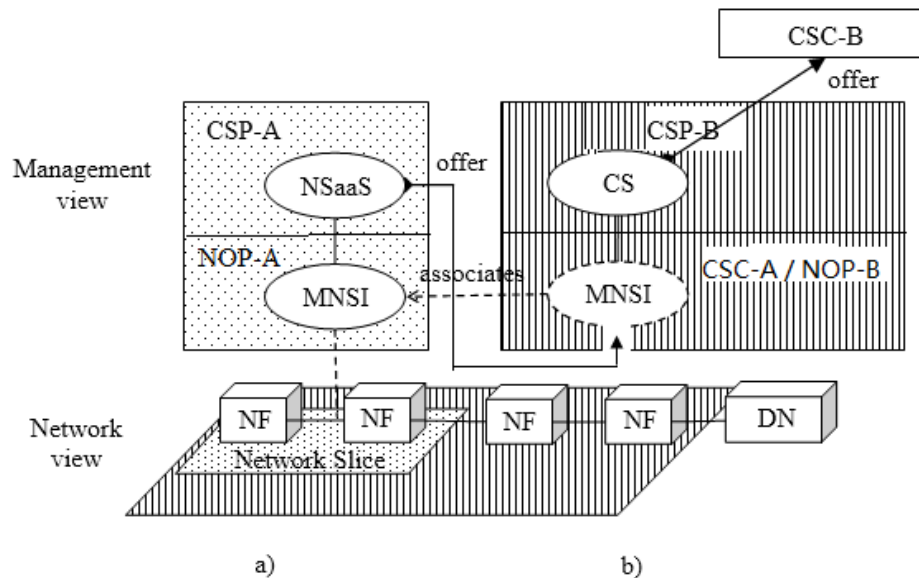 CSC-B
offer
CSP-A
CSP-B
offer
Management
view
NSaaS
CS
NOP-A
associates
CSC-A / NOP-B
MNSI
MNSI
NF
NF
NF
NF
DN
Network
view
Network Slice
a)
b)